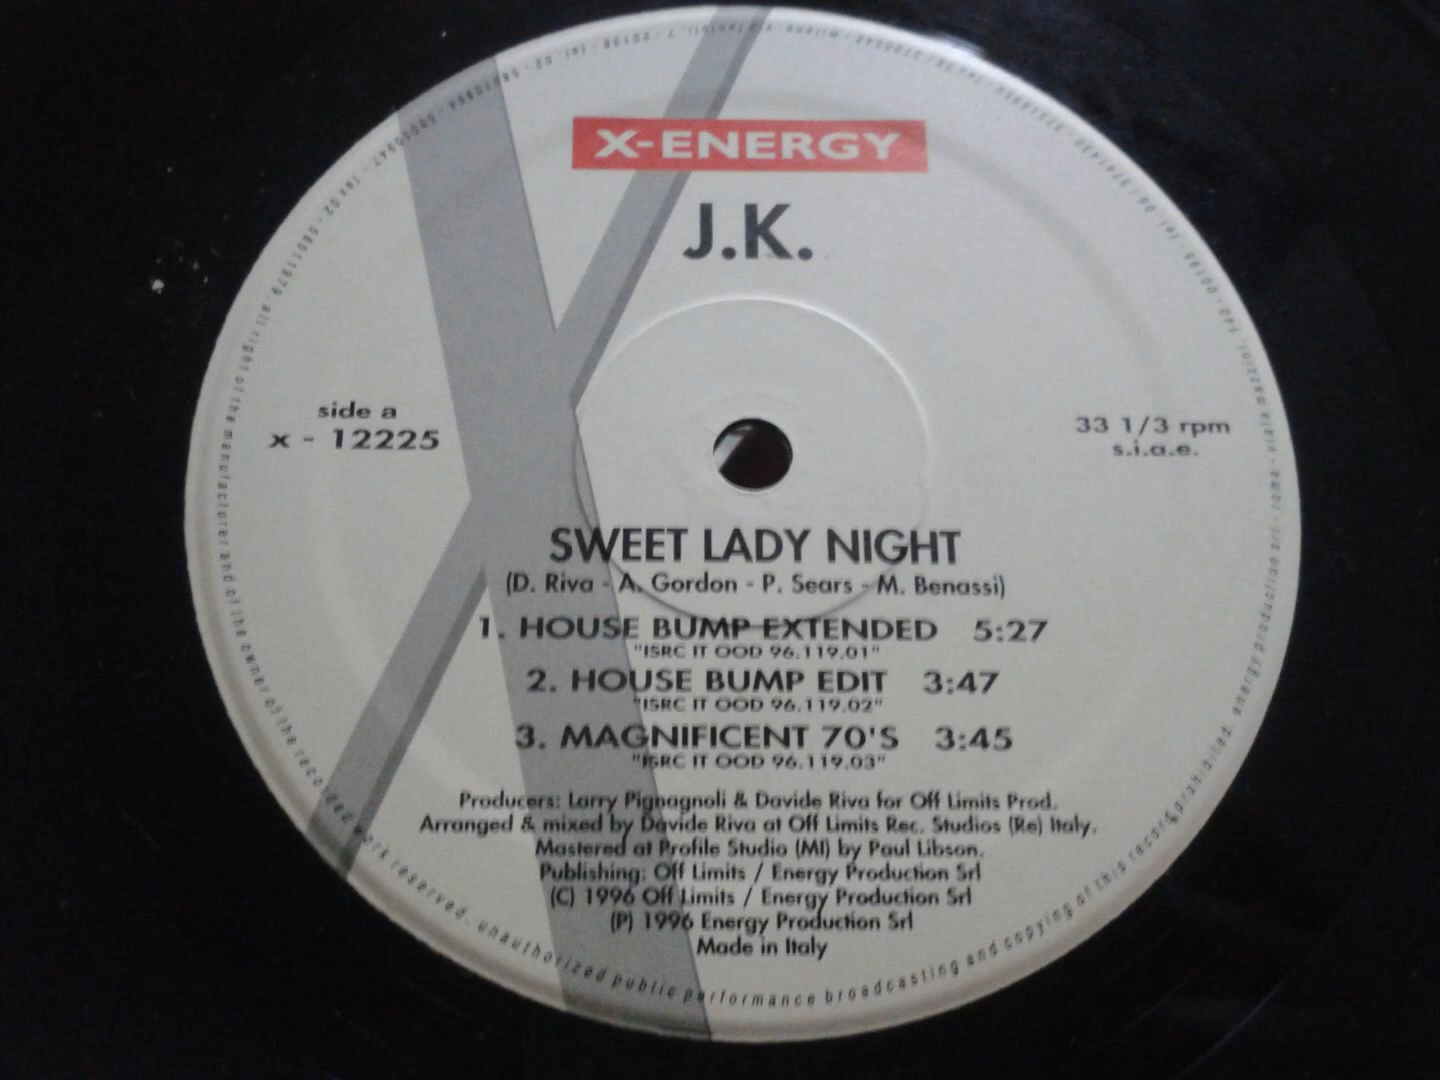 X-ENERGY
J.K.
side a
x - 12225
33 1/3 rpm
s.i.a.e.
SWEET LADY NIGHT
(D. Riva - A. Gordon - P. Sears - M. Benassi)
1. HOUSE BUMP EXTENDED 5:27
"ISRC IT OOD 96.119.01"
2. HOUSE BUMP EDIT 3:47
"ISRC IT OOD 96.119.02"
3. MAGNIFICENT 70'S 3:45
"ISRC IT OOD 96.119.03"
Producers: Larry Pignagnoli & Davide Riva for Off Limits Prod.
Arranged & mixed by Davide Riva at Off Limits Rec. Studios (Re) Italy.
Mastered at Profile Studio (MI) by Paul Libson.
Publishing: Off Limits / Energy Production Srl
(C) 1996 Off Limits / Energy Production Srl
(P) 1996 Energy Production Srl
Made in Italy
all right of the manufacturer and of the owner of the recorded work reserved. unauthorized public performance broadcasting and copying of this record prohibited. energy production srl - roma